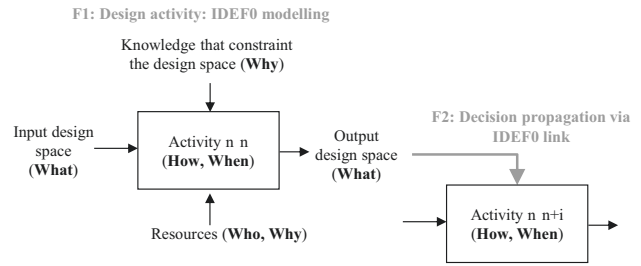 F1: Design activity: IDEF0 modelling
Knowledge that constraint
the design space (Why)
Input design
space
(What)
Activity n n
(How, When)
Output
design space
(What)
Resources (Who, Why)
F2: Decision propagation via
IDEF0 link
Activity n n+i
(How, When)